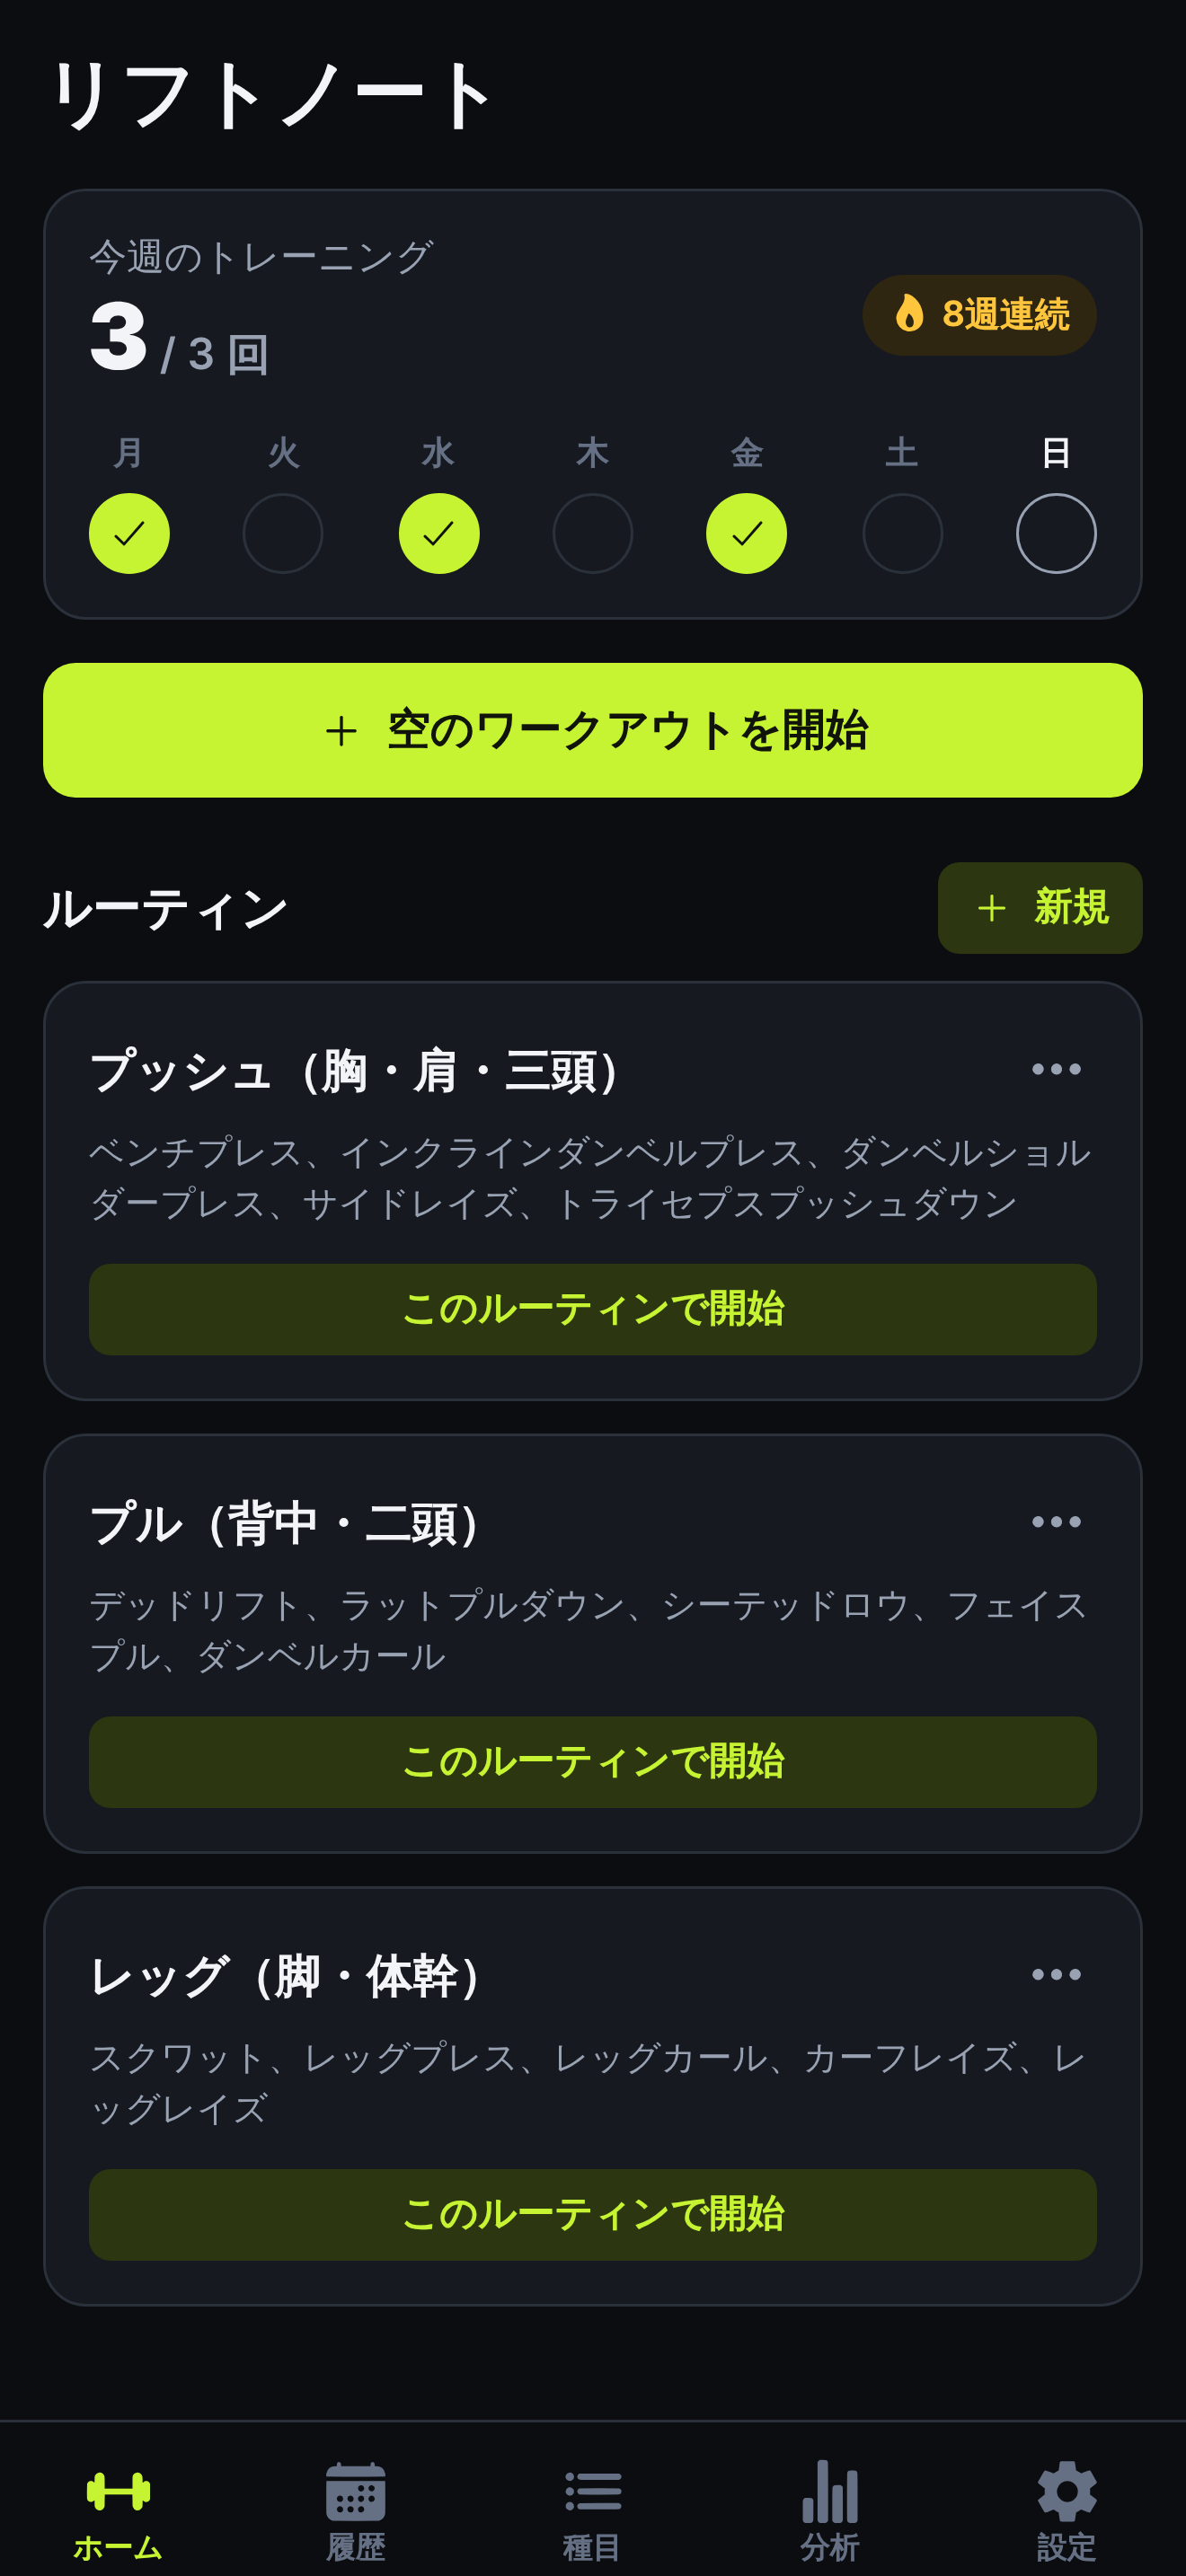 リフトノート
今週のトレーニング
3 / 3 回
8週連続
月 火 水 木 金 土 日
空のワークアウトを開始
ルーティン
新規
プッシュ（胸・肩・三頭）
ベンチプレス、インクラインダンベルプレス、ダンベルショル
ダープレス、サイドレイズ、トライセプスプッシュダウン
このルーティンで開始
プル（背中・二頭）
デッドリフト、ラットプルダウン、シーテッドロウ、フェイス
プル、ダンベルカール
このルーティンで開始
レッグ（脚・体幹）
スクワット、レッグプレス、レッグカール、カーフレイズ、レ
ッグレイズ
このルーティンで開始
ホーム 履歴 種目 分析 設定